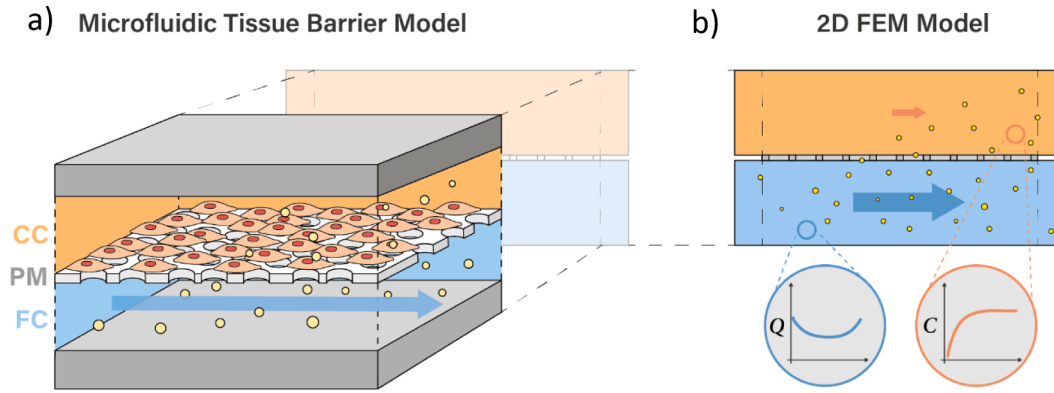 a) Microfluidic Tissue Barrier Model
CC
PM
FC
b) 2D FEM Model
Q
C